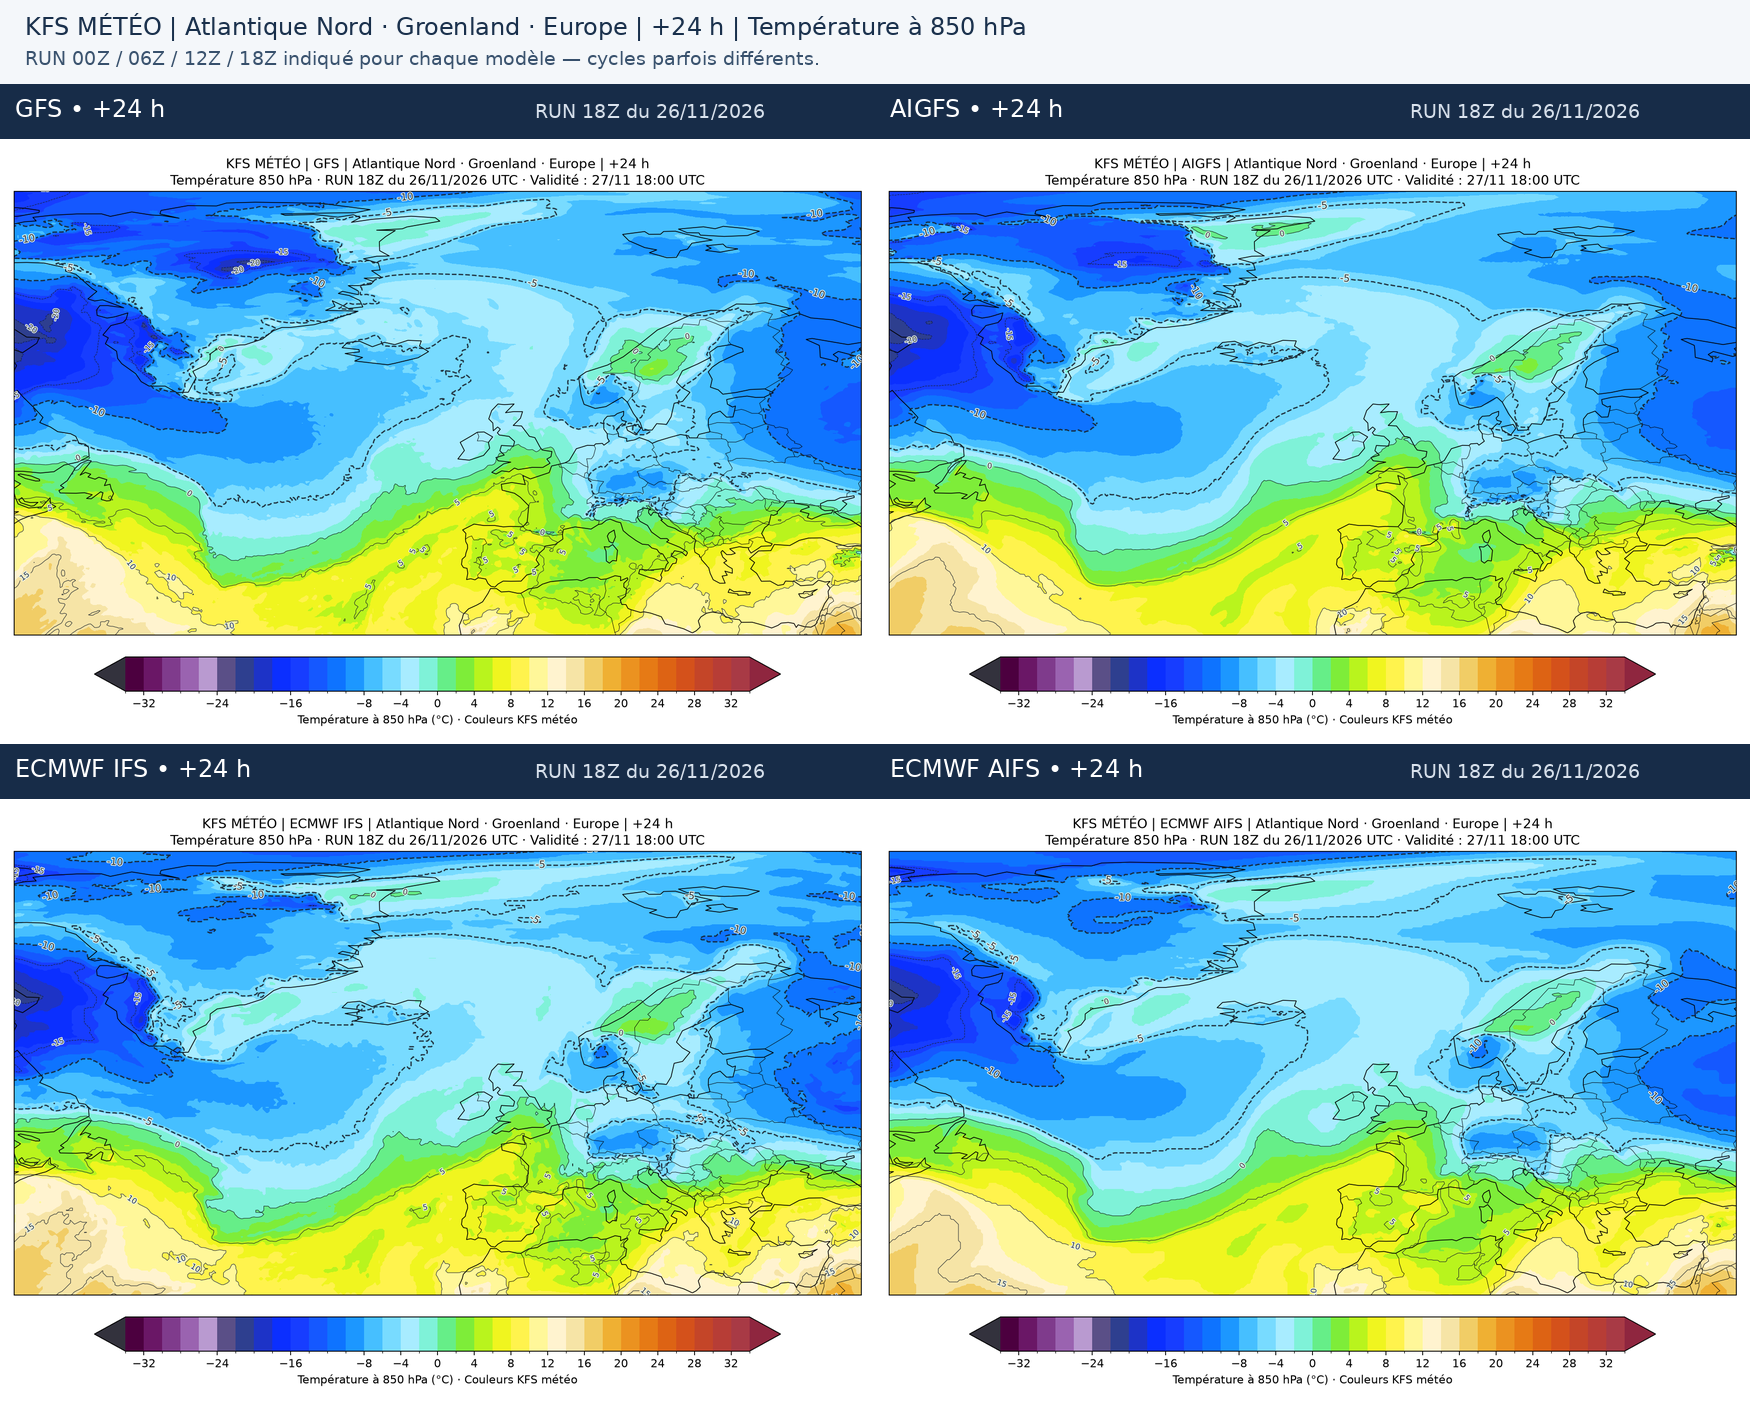 KFS MÉTÉO | Atlantique Nord · Groenland · Europe | +24 h | Température à 850 hPa
RUN 00Z / 06Z / 12Z / 18Z indiqué pour chaque modèle — cycles parfois différents.
GFS • +24 h
RUN 18Z du 26/11/2026
KFS MÉTÉO | GFS | Atlantique Nord · Groenland · Europe | +24 h
Température 850 hPa · RUN 18Z du 26/11/2026 UTC · Validité : 27/11 18:00 UTC
−32 −24 −16 −8 −4 0 4 8 12 16 20 24 28 32
Température à 850 hPa (°C) · Couleurs KFS météo
AIGFS • +24 h
RUN 18Z du 26/11/2026
KFS MÉTÉO | AIGFS | Atlantique Nord · Groenland · Europe | +24 h
Température 850 hPa · RUN 18Z du 26/11/2026 UTC · Validité : 27/11 18:00 UTC
−32 −24 −16 −8 −4 0 4 8 12 16 20 24 28 32
Température à 850 hPa (°C) · Couleurs KFS météo
ECMWF IFS • +24 h
RUN 18Z du 26/11/2026
KFS MÉTÉO | ECMWF IFS | Atlantique Nord · Groenland · Europe | +24 h
Température 850 hPa · RUN 18Z du 26/11/2026 UTC · Validité : 27/11 18:00 UTC
−32 −24 −16 −8 −4 0 4 8 12 16 20 24 28 32
Température à 850 hPa (°C) · Couleurs KFS météo
ECMWF AIFS • +24 h
RUN 18Z du 26/11/2026
KFS MÉTÉO | ECMWF AIFS | Atlantique Nord · Groenland · Europe | +24 h
Température 850 hPa · RUN 18Z du 26/11/2026 UTC · Validité : 27/11 18:00 UTC
−32 −24 −16 −8 −4 0 4 8 12 16 20 24 28 32
Température à 850 hPa (°C) · Couleurs KFS météo